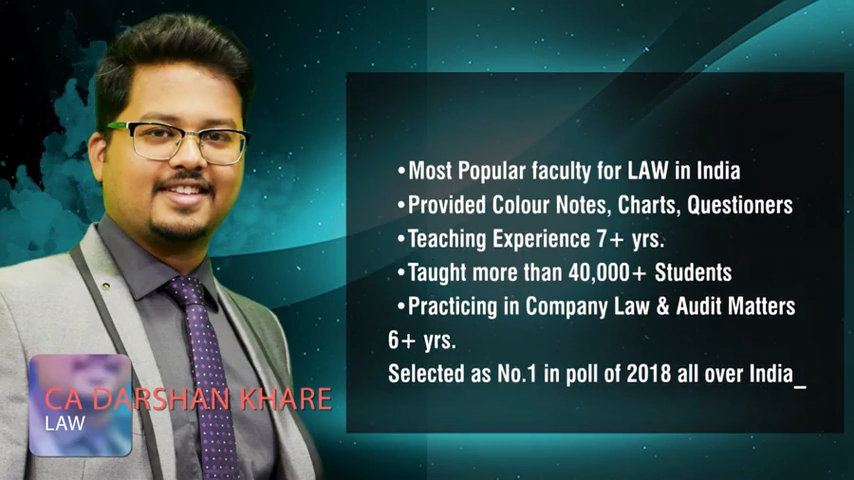 •Most Popular faculty for LAW in India
•Provided Colour Notes, Charts, Questioners
•Teaching Experience 7+ yrs.
•Taught more than 40,000+ Students
•Practicing in Company Law & Audit Matters
6+ yrs.
Selected as No.1 in poll of 2018 all over India_
CA DARSHAN KHARE
LAW